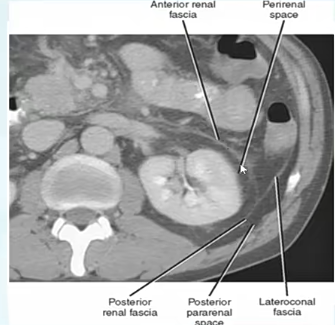 Anterior renal fascia
Perirenal space
Posterior renal fascia
Posterior pararenal space
Lateroconal fascia